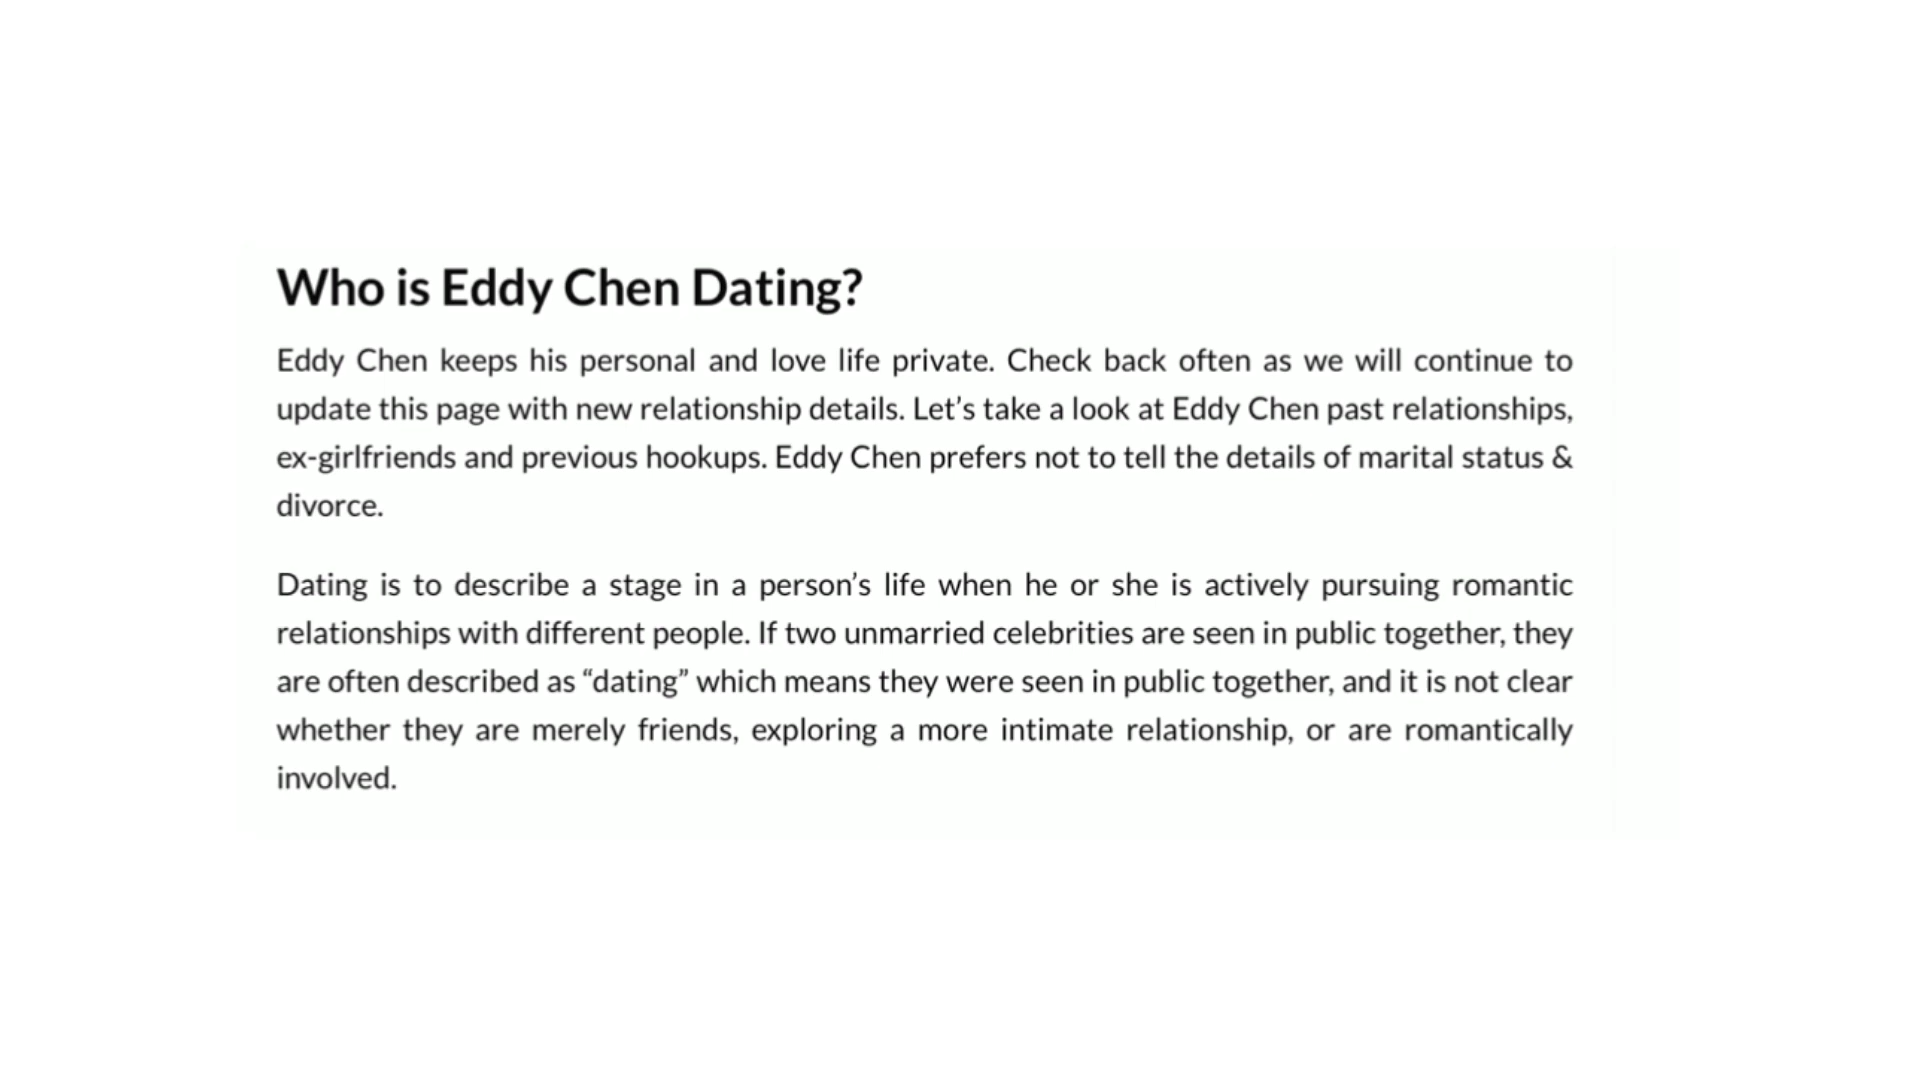 Who is Eddy Chen Dating?
Eddy Chen keeps his personal and love life private. Check back often as we will continue to
update this page with new relationship details. Let’s take a look at Eddy Chen past relationships,
ex-girlfriends and previous hookups. Eddy Chen prefers not to tell the details of marital status &
divorce.
Dating is to describe a stage in a person’s life when he or she is actively pursuing romantic
relationships with different people. If two unmarried celebrities are seen in public together, they
are often described as “dating” which means they were seen in public together, and it is not clear
whether they are merely friends, exploring a more intimate relationship, or are romantically
involved.